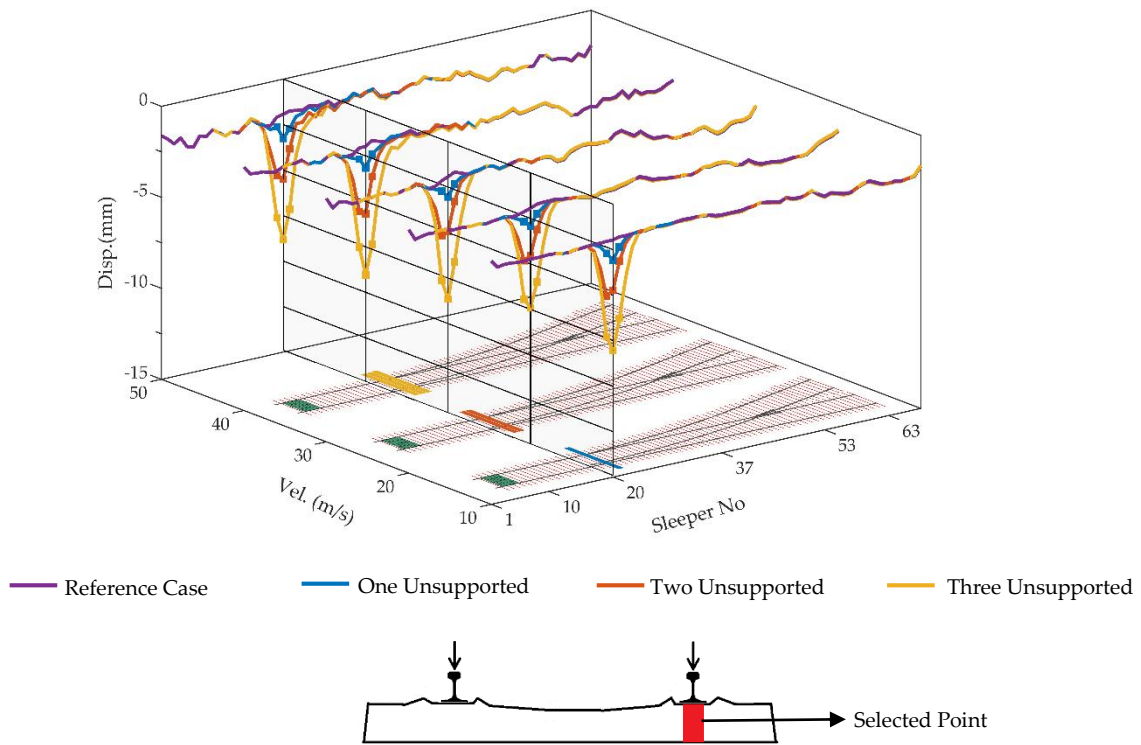 0
-5
-10
-15
Disp.(mm)
50
40
30
20
10
Vel. (m/s)
1
10
20
37
53
63
Sleeper No
Reference Case
One Unsupported
Two Unsupported
Three Unsupported
Selected Point